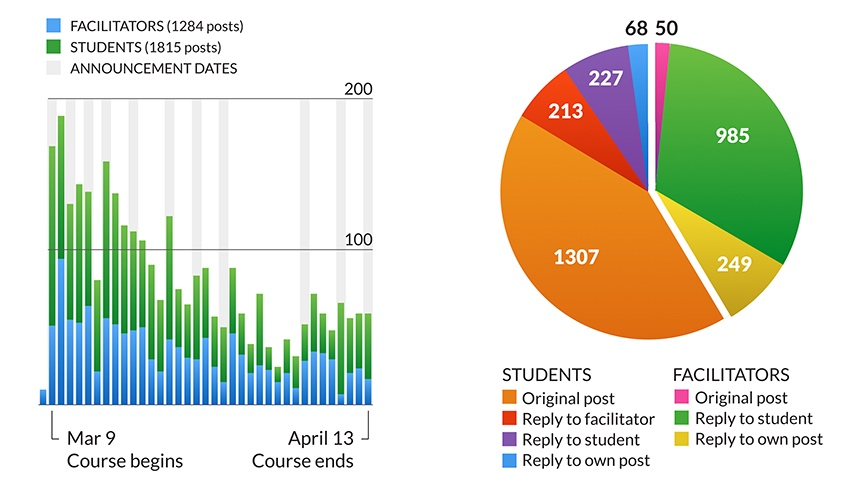 FACILITATORS (1284 posts)
STUDENTS (1815 posts)
ANNOUNCEMENT DATES
200
100
Mar 9
Course begins
April 13
Course ends
68 50
227
213
985
1307
249
STUDENTS
Original post
Reply to facilitator
Reply to student
Reply to own post
FACILITATORS
Original post
Reply to student
Reply to own post